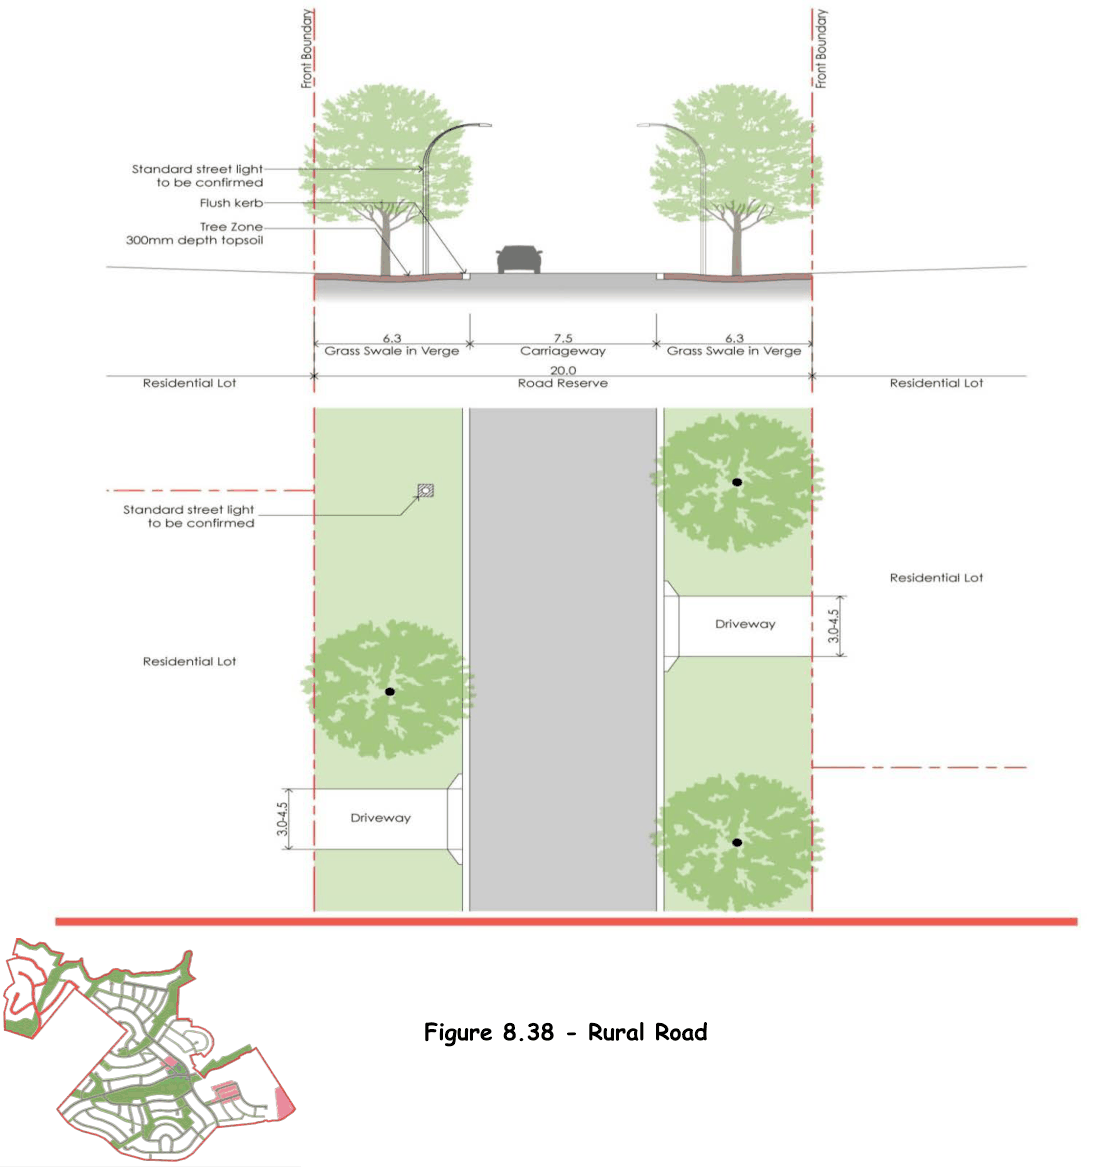 Front Boundary
Front Boundary
Standard street light
to be confirmed
Flush kerb
Tree Zone
300mm depth topsoil
6.3
7.5
6.3
Grass Swale in Verge
Carriageway
Grass Swale in Verge
20.0
Residential Lot
Road Reserve
Residential Lot
Standard street light
to be confirmed
Residential Lot
Driveway
3.0-4.5
Residential Lot
3.0-4.5
Driveway
Figure 8.38 - Rural Road